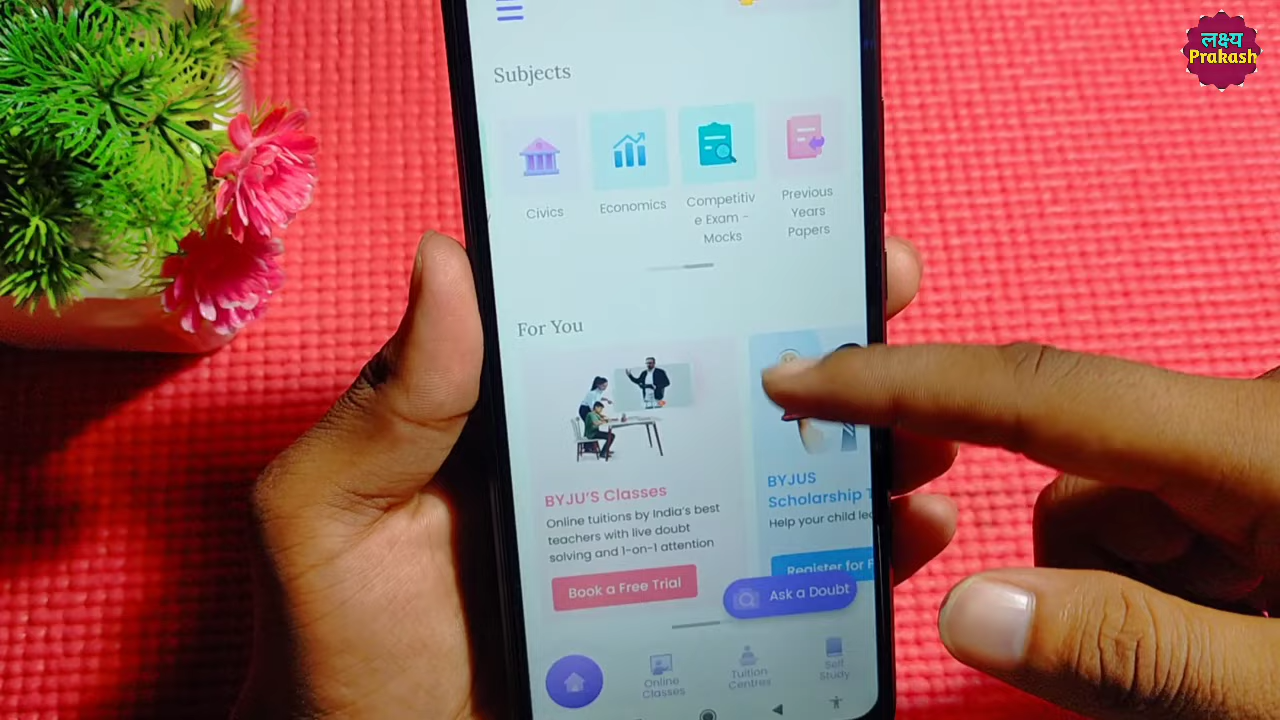 लक्ष्य
Prakash
Subjects
Civics
Economics
Competitiv
e Exam -
Mocks
Previous
Years
Papers
For You
BYJU'S Classes
Online tuitions by India's best
teachers with live doubt
solving and 1-on-1 attention
Book a Free Trial
BYJUS
Scholarship T
Help your child le
Register for F
Ask a Doubt
Online
Classes
Tuition
Centres
Self
Study